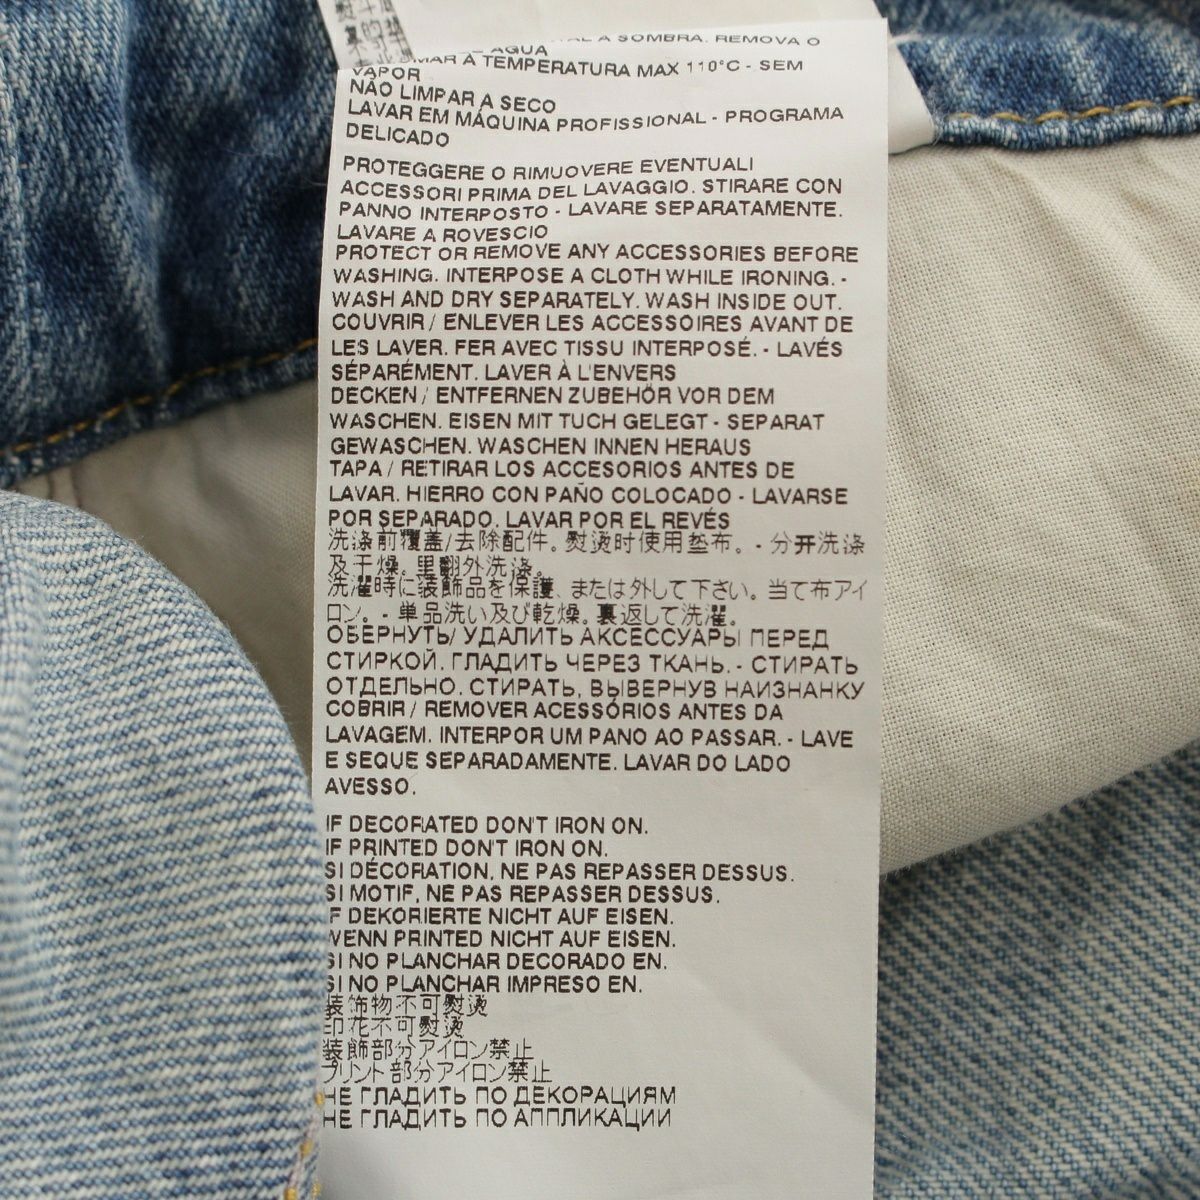 A SOMBRA. REMOVA O
AGUA
A TEMPERATURA MAX 110°C - SEM
VAPOR
NÃO LIMPAR A SECO
LAVAR EM MÁQUINA PROFISSIONAL - PROGRAMA
DELICADO
PROTEGGERE O RIMUOVERE EVENTUALI
ACCESSORI PRIMA DEL LAVAGGIO. STIRARE CON
PANNO INTERPOSTO - LAVARE SEPARATAMENTE.
LAVARE A ROVESCIO
PROTECT OR REMOVE ANY ACCESSORIES BEFORE
WASHING. INTERPOSE A CLOTH WHILE IRONING. -
WASH AND DRY SEPARATELY. WASH INSIDE OUT.
COUVRIR / ENLEVER LES ACCESSOIRES AVANT DE
LES LAVER. FER AVEC TISSU INTERPOSÉ. - LAVÉS
SÉPARÉMENT. LAVER À L'ENVERS
DECKEN / ENTFERNEN ZUBEHÖR VOR DEM
WASCHEN. EISEN MIT TUCH GELEGT - SEPARAT
GEWASCHEN. WASCHEN INNEN HERAUS
TAPA / RETIRAR LOS ACCESORIOS ANTES DE
LAVAR. HIERRO CON PAÑO COLOCADO - LAVARSE
POR SEPARADO. LAVAR POR EL REVÉS
洗涤前覆盖/去除配件。熨烫时使用垫布。- 分开洗涤
及干燥。里翻外洗涤。
洗濯時に装飾品を保護、または外して下さい。当て布アイ
ロン。- 単品洗い及び乾燥。裏返して洗濯。
ОБЕРНУТЬ/ УДАЛИТЬ АКСЕССУАРЫ ПЕРЕД
СТИРКОЙ. ГЛАДИТЬ ЧЕРЕЗ ТКАНЬ. - СТИРАТЬ
ОТДЕЛЬНО. СТИРАТЬ, ВЫВЕРНУВ НАИЗНАНКУ
COBRIR / REMOVER ACESSÓRIOS ANTES DA
LAVAGEM. INTERPOR UM PANO AO PASSAR. - LAVE
E SEQUE SEPARADAMENTE. LAVAR DO LADO
AVESSO.
IF DECORATED DON'T IRON ON.
IF PRINTED DON'T IRON ON.
SI DÉCORATION, NE PAS REPASSER DESSUS.
SI MOTIF, NE PAS REPASSER DESSUS.
IF DEKORIERTE NICHT AUF EISEN.
WENN PRINTED NICHT AUF EISEN.
SI NO PLANCHAR DECORADO EN.
SI NO PLANCHAR IMPRESO EN.
装饰物不可熨烫
印花不可熨烫
装飾部分アイロン禁止
プリント部分アイロン禁止
НЕ ГЛАДИТЬ ПО ДЕКОРАЦИЯМ
НЕ ГЛАДИТЬ ПО АППЛИКАЦИИ